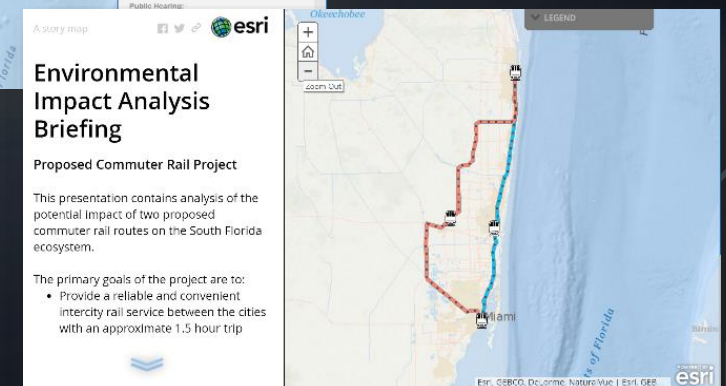 Public Hearing:
A story map
esri
Environmental
Impact Analysis
Briefing
Proposed Commuter Rail Project
This presentation contains analysis of the
potential impact of two proposed
commuter rail routes on the South Florida
ecosystem.
The primary goals of the project are to:
• Provide a reliable and convenient
intercity rail service between the cities
with an approximate 1.5 hour trip
Okeechobee
LEGEND
+
−
Zoom Out
Miami
ts of Florida
Esri, GEBCO, DeLorme, NaturalVue | Esri, GEB
esri